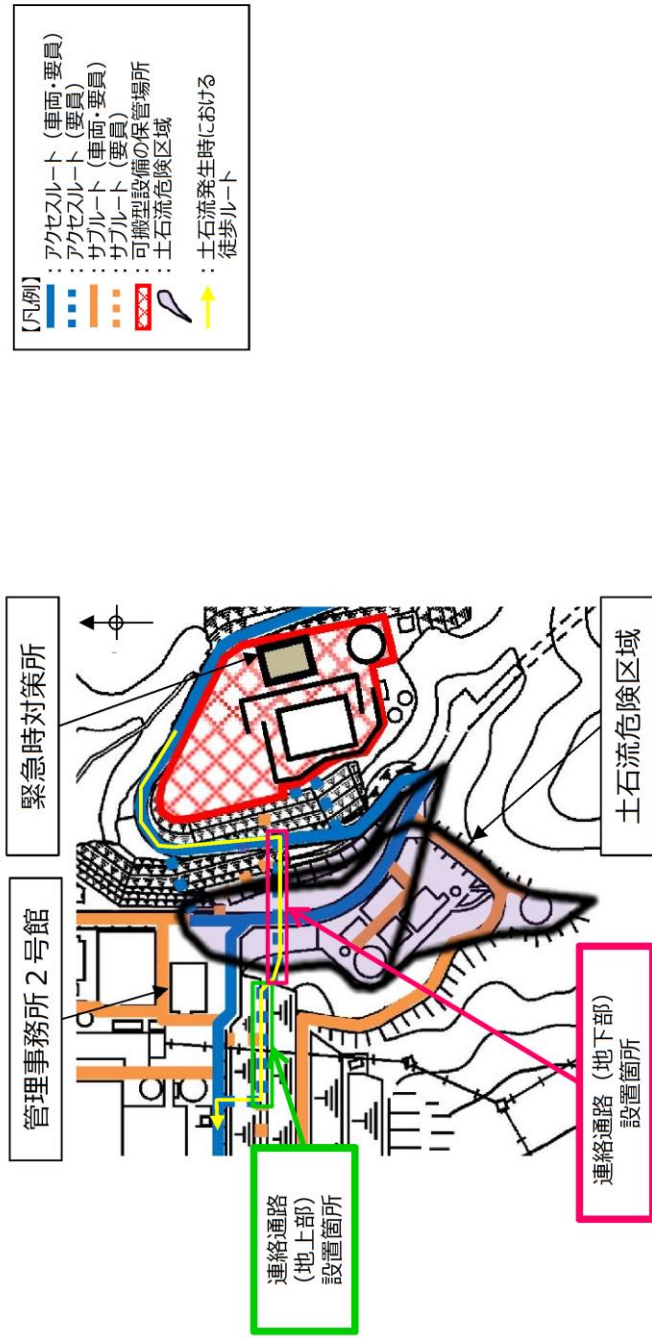 管理事務所２号館
緊急時対策所
連絡通路
(地上部)
設置箇所
連絡通路（地下部）
設置箇所
土石流危険区域
【凡例】
：アクセスルート（車両・要員）
：アクセスルート（要員）
：サブルート（車両・要員）
：サブルート（要員）
：可搬型設備の保管場所
：土石流危険区域
：土石流発生時における
徒歩ルート